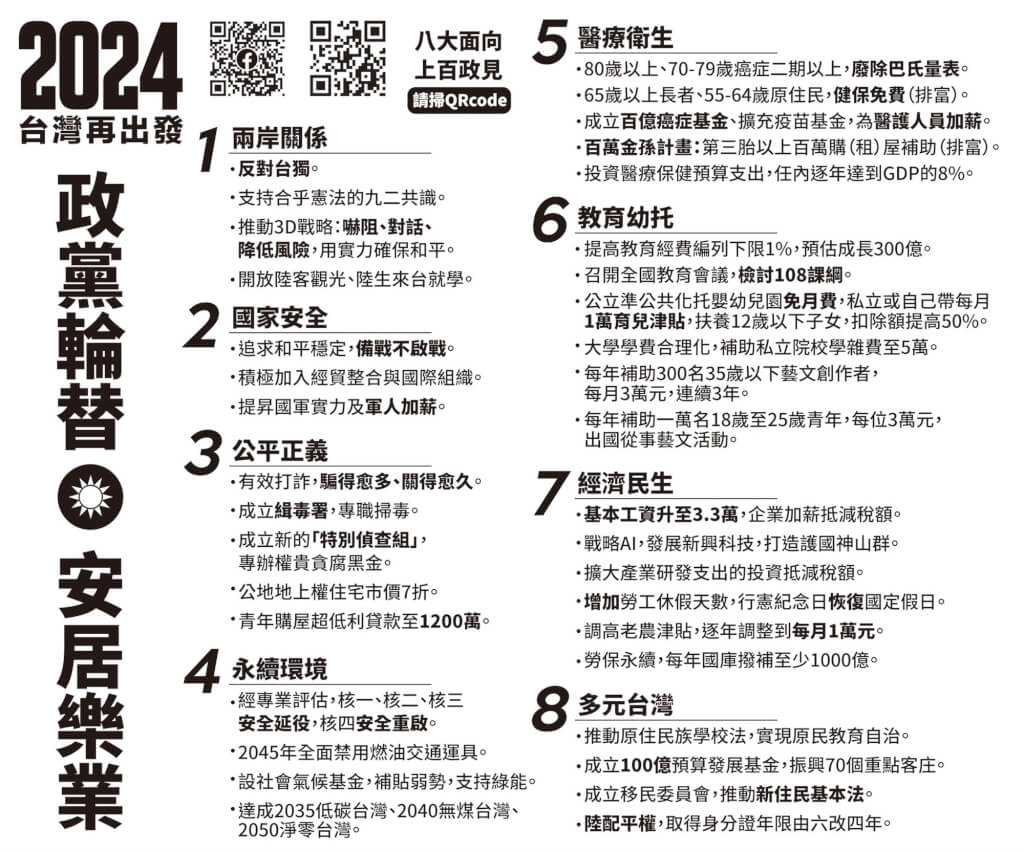 2024
台灣再出發
政黨輪替
安居樂業
八大面向
上百政見
請掃QRcode
1 兩岸關係
·反對台獨。
·支持合乎憲法的九二共識。
·推動3D戰略：嚇阻、對話、
降低風險，用實力確保和平。
·開放陸客觀光、陸生來台就學。
2 國家安全
·追求和平穩定，備戰不啟戰。
·積極加入經貿整合與國際組織。
·提昇國軍實力及軍人加薪。
3 公平正義
·有效打詐，騙得愈多、關得愈久。
·成立緝毒署，專職掃毒。
·成立新的「特別偵查組」，
專辦權貴貪腐黑金。
·公地地上權住宅市價7折。
·青年購屋超低利貸款至1200萬。
4 永續環境
·經專業評估，核一、核二、核三
安全延役，核四安全重啟。
·2045年全面禁用燃油交通運具。
·設社會氣候基金，補貼弱勢，支持綠能。
·達成2035低碳台灣、2040無煤台灣、
2050淨零台灣。
5 醫療衛生
·80歲以上、70-79歲癌症二期以上，廢除巴氏量表。
·65歲以上長者、55-64歲原住民，健保免費（排富）。
·成立百億癌症基金、擴充疫苗基金，為醫護人員加薪。
·百萬金孫計畫：第三胎以上百萬購（租）屋補助（排富）。
·投資醫療保健預算支出，任內逐年達到GDP的8%。
6 教育幼托
·提高教育經費編列下限1%，預估成長300億。
·召開全國教育會議，檢討108課綱。
·公立準公共化托嬰幼兒園免月費，私立或自己帶每月
1萬育兒津貼，扶養12歲以下子女，扣除額提高50%。
·大學學費合理化，補助私立院校學雜費至5萬。
·每年補助300名35歲以下藝文創作者，
每月3萬元，連續3年。
·每年補助一萬名18歲至25歲青年，每位3萬元，
出國從事藝文活動。
7 經濟民生
·基本工資升至3.3萬，企業加薪抵減稅額。
·戰略AI，發展新興科技，打造護國神山群。
·擴大產業研發支出的投資抵減稅額。
·增加勞工休假天數，行憲紀念日恢復國定假日。
·調高老農津貼，逐年調整到每月1萬元。
·勞保永續，每年國庫撥補至少1000億。
8 多元台灣
·推動原住民族學校法，實現原民教育自治。
·成立100億預算發展基金，振興70個重點客庄。
·成立移民委員會，推動新住民基本法。
·陸配平權，取得身分證年限由六改四年。